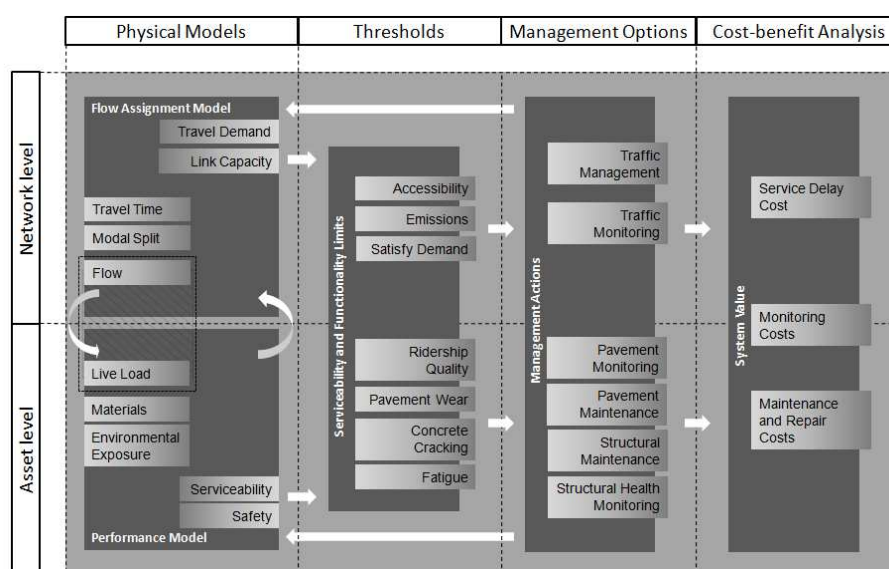 Physical Models
Thresholds
Management Options
Cost-benefit Analysis
Network level
Asset level
Flow Assignment Model
Travel Demand
Link Capacity
Travel Time
Modal Split
Flow
Live Load
Materials
Environmental
Exposure
Serviceability
Safety
Performance Model
Serviceability and Functionality Limits
Accessibility
Emissions
Satisfy Demand
Ridership
Quality
Pavement Wear
Concrete
Cracking
Fatigue
Management Actions
Traffic
Management
Traffic
Monitoring
Pavement
Monitoring
Pavement
Maintenance
Structural
Maintenance
Structural Health
Monitoring
System Value
Service Delay
Cost
Monitoring
Costs
Maintenance
and Repair
Costs